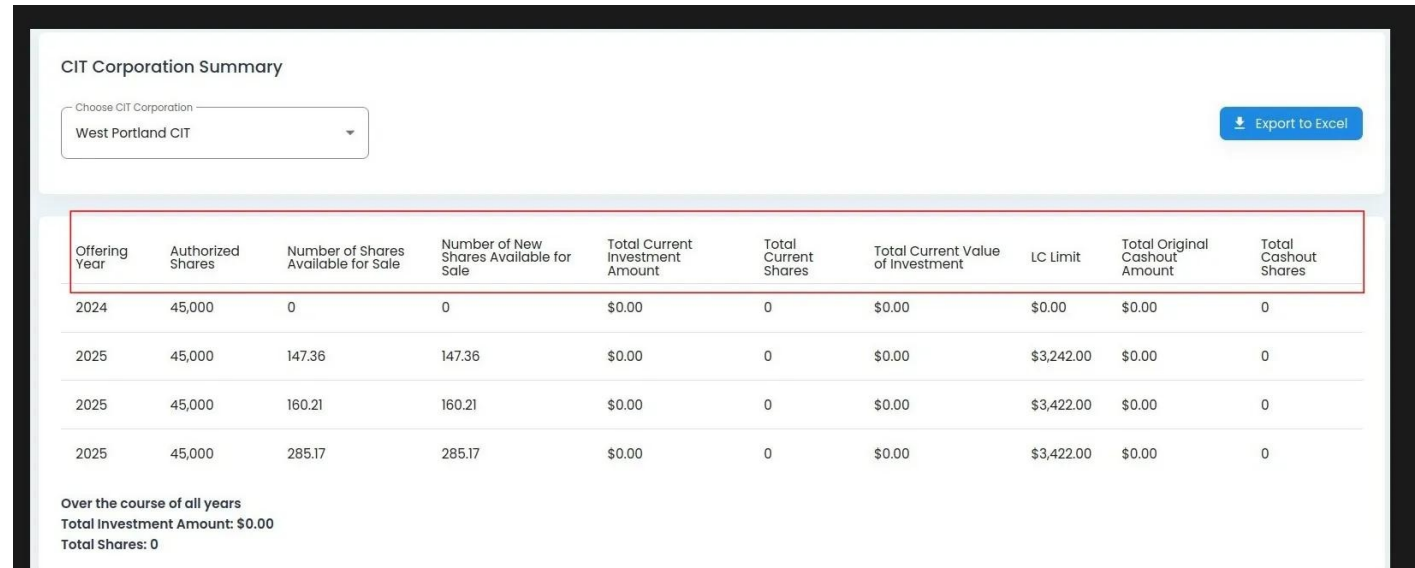 CIT Corporation Summary
Choose CIT Corporation
West Portland CIT
Export to Excel
Offering Year Authorized Shares Number of Shares Available for Sale Number of New Shares Available for Sale Total Current Investment Amount Total Current Shares Total Current Value of Investment LC Limit Total Original Cashout Amount Total Cashout Shares
2024 45,000 0 0 $0.00 0 $0.00 $0.00 $0.00 0
2025 45,000 147.36 147.36 $0.00 0 $0.00 $3,242.00 $0.00 0
2025 45,000 160.21 160.21 $0.00 0 $0.00 $3,422.00 $0.00 0
2025 45,000 285.17 285.17 $0.00 0 $0.00 $3,422.00 $0.00 0
Over the course of all years
Total Investment Amount: $0.00
Total Shares: 0